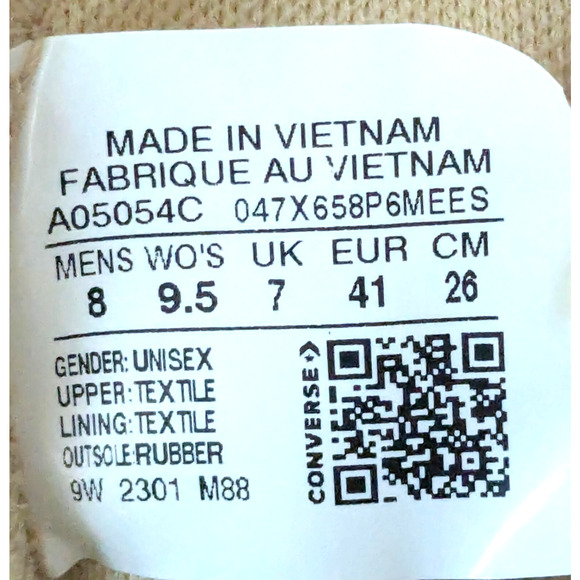 MADE IN VIETNAM
FABRIQUE AU VIETNAM
A05054C 047X658P6MEES
MENS WO'S UK EUR CM
8 9.5 7 41 26
GENDER: UNISEX
UPPER:TEXTILE
LINING:TEXTILE
OUTSOLE:RUBBER
9W 2301 M88
CONVERSE